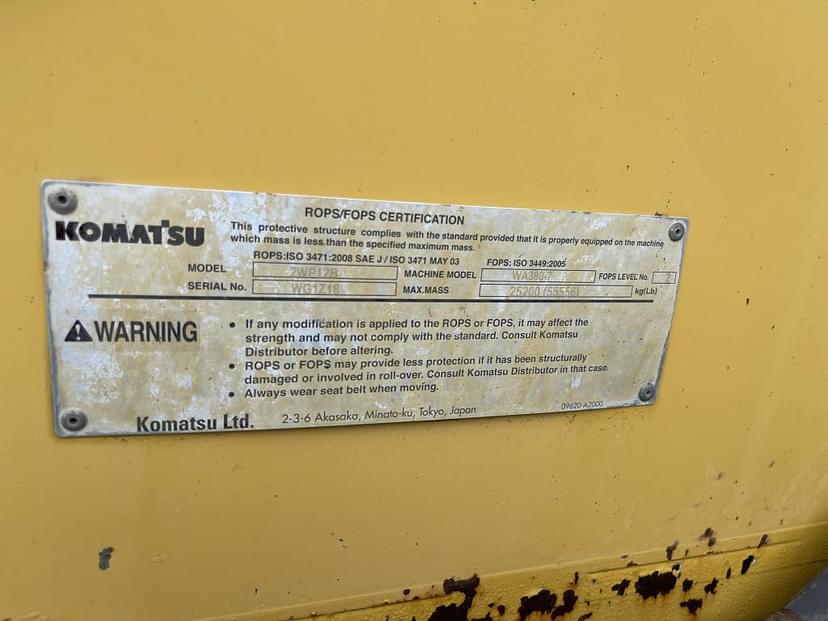 ROPS/FOPS CERTIFICATION
KOMATSU
This protective structure complies with the standard provided that it is properly equipped on the machine
which mass is less than the specified maximum mass.
ROPS:ISO 3471:2008 SAE J / ISO 3471 MAY 03 FOPS: ISO 3449:2005
MODEL 2WP12B MACHINE MODEL WA380-7 FOPS LEVEL No. 2
SERIAL No. WG1Z18 MAX.MASS 25200 (55556) kg(Lb)
WARNING
• If any modification is applied to the ROPS or FOPS, it may affect the
strength and may not comply with the standard. Consult Komatsu
Distributor before altering.
• ROPS or FOPS may provide less protection if it has been structurally
damaged or involved in roll-over. Consult Komatsu Distributor in that case.
• Always wear seat belt when moving.
Komatsu Ltd. 2-3-6 Akasaka, Minato-ku, Tokyo, Japan 09620-A2000